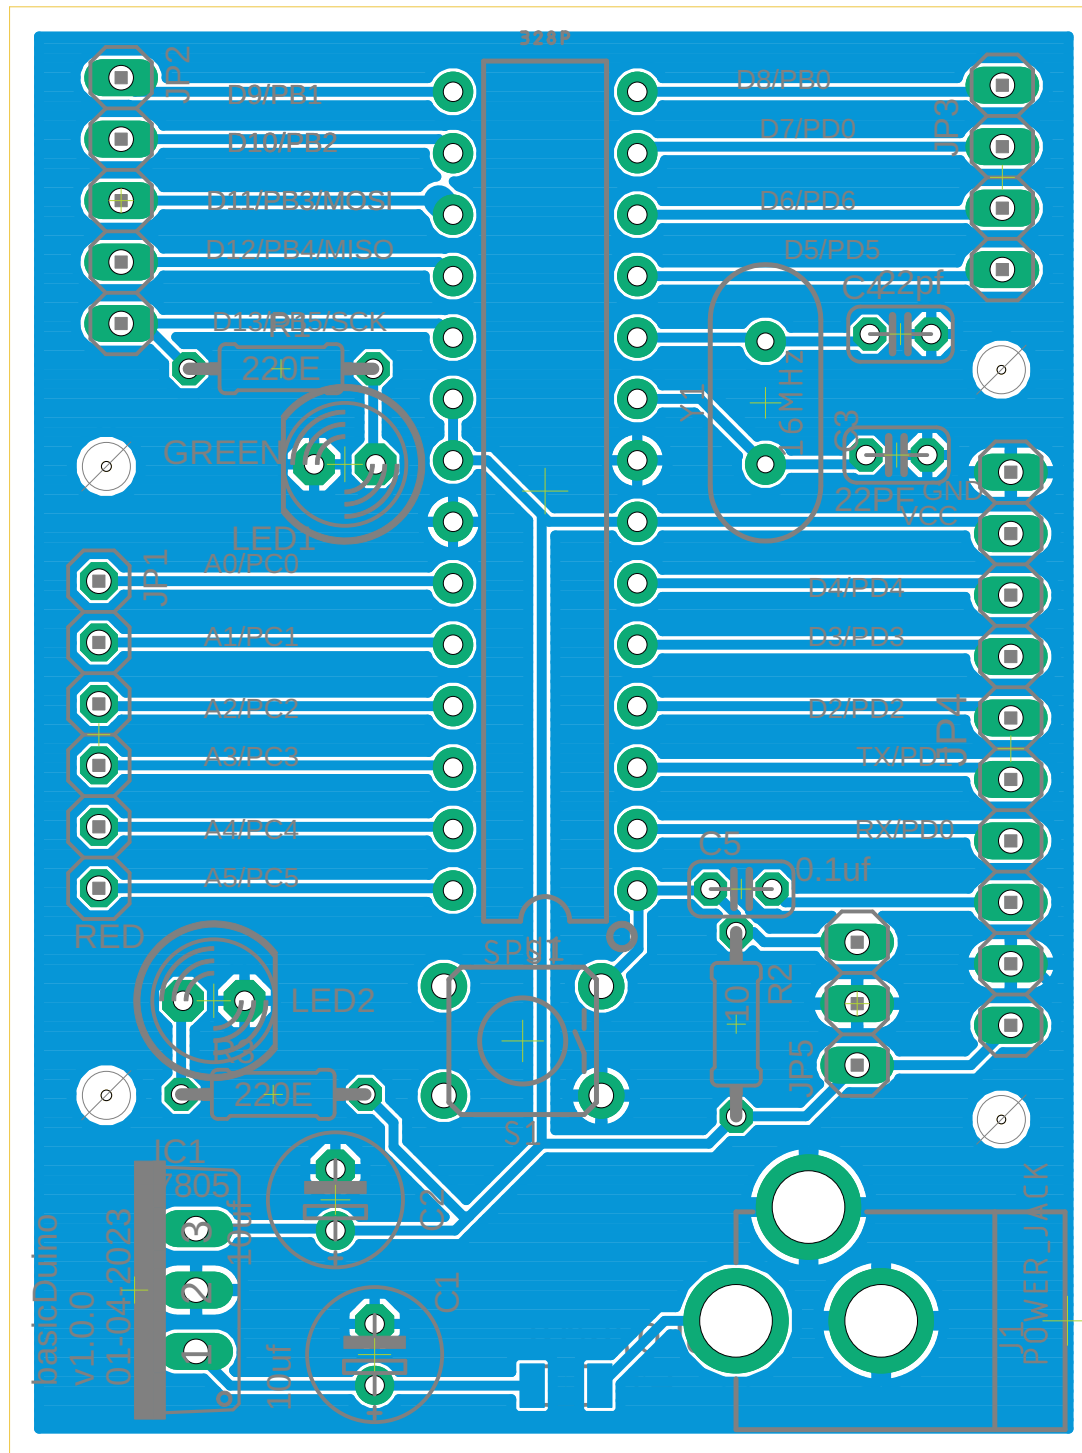 328P
JP2
D9/PB1
D10/PB2
D11/PB3/MOSI
D12/PB4/MISO
D13/PB5/SCK
R1
220E
D8/PB0
D7/PD0
D6/PD6
D5/PD5
JP3
C4
22pf
Y1
16MHz
C3
22PF
GND
VCC
GREEN
LED1
JP1
A0/PC0
A1/PC1
A2/PC2
A3/PC3
A4/PC4
A5/PC5
D4/PD4
D3/PD3
D2/PD2
TX/PD1
RX/PD0
JP4
C5
0.1uf
RED
LED2
R3
220E
S1
10
R2
JP5
IC1
7805
10uf
C2
3
2
1
basicDuino
v1.0.0
01-04-2023
C1
10uf
J1
POWER_JACK